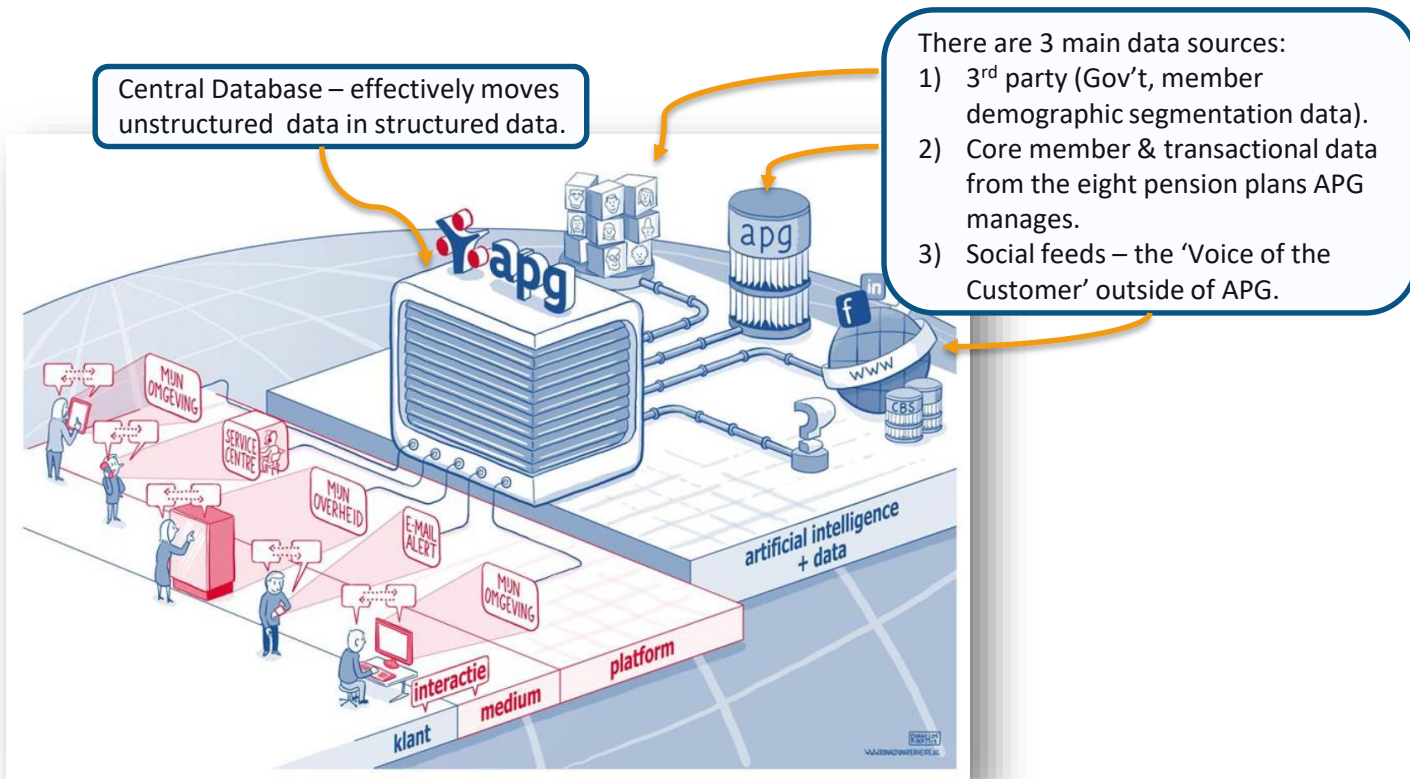 Central Database – effectively moves
unstructured  data in structured data.
There are 3 main data sources:
1) 3rd party (Gov't, member
demographic segmentation data).
2) Core member & transactional data
from the eight pension plans APG
manages.
3) Social feeds – the 'Voice of the
Customer' outside of APG.
apg
apg
f
in
WWW
CBS
?
MIJN
OMGEVING
SERVICE
CENTRE
MIJN
OVERHEID
E-MAIL
ALERT
MIJN
OMGEVING
artificial intelligence
+ data
platform
interactie
medium
klant